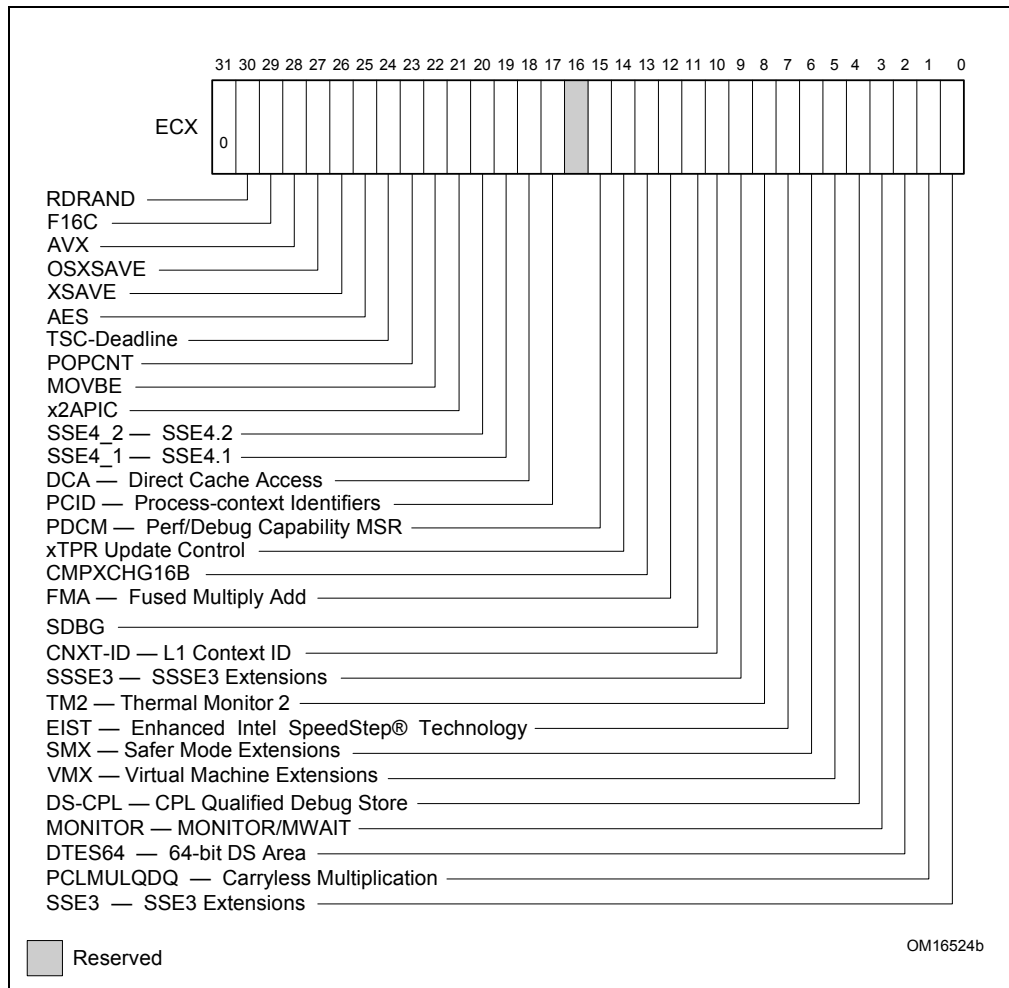 31 30 29 28 27 26 25 24 23 22 21 20 19 18 17 16 15 14 13 12 11 10 9 8 7 6 5 4 3 2 1 0
ECX
0
RDRAND
F16C
AVX
OSXSAVE
XSAVE
AES
TSC-Deadline
POPCNT
MOVBE
x2APIC
SSE4_2 — SSE4.2
SSE4_1 — SSE4.1
DCA — Direct Cache Access
PCID — Process-context Identifiers
PDCM — Perf/Debug Capability MSR
xTPR Update Control
CMPXCHG16B
FMA — Fused Multiply Add
SDBG
CNXT-ID — L1 Context ID
SSSE3 — SSSE3 Extensions
TM2 — Thermal Monitor 2
EIST — Enhanced Intel SpeedStep® Technology
SMX — Safer Mode Extensions
VMX — Virtual Machine Extensions
DS-CPL — CPL Qualified Debug Store
MONITOR — MONITOR/MWAIT
DTES64 — 64-bit DS Area
PCLMULQDQ — Carryless Multiplication
SSE3 — SSE3 Extensions
OM16524b
Reserved